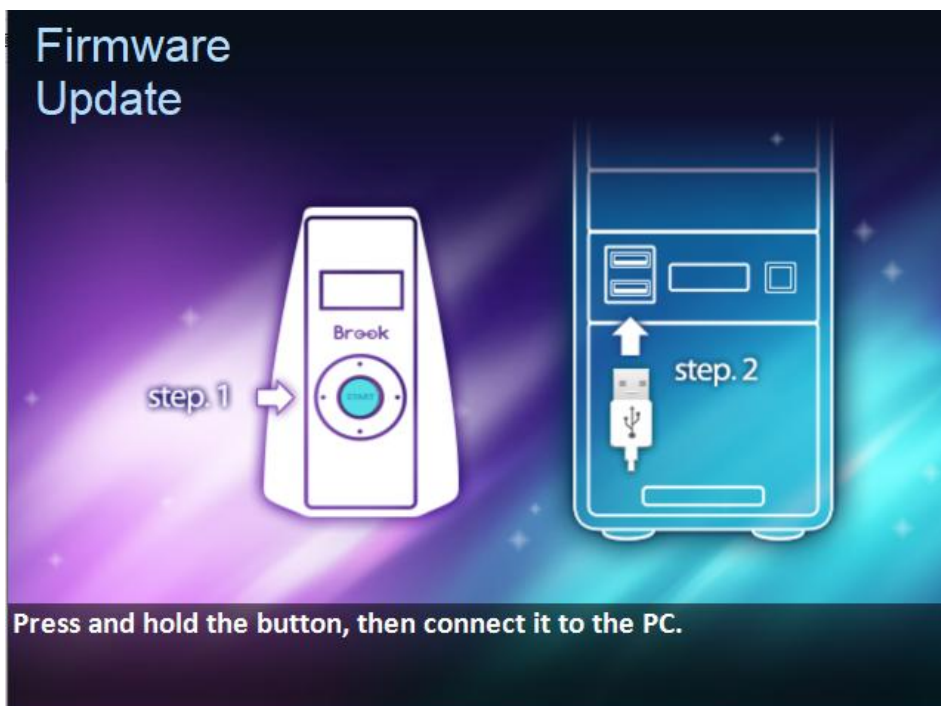 Firmware
Update
Brook
START
step. 1
step. 2
Press and hold the button, then connect it to the PC.